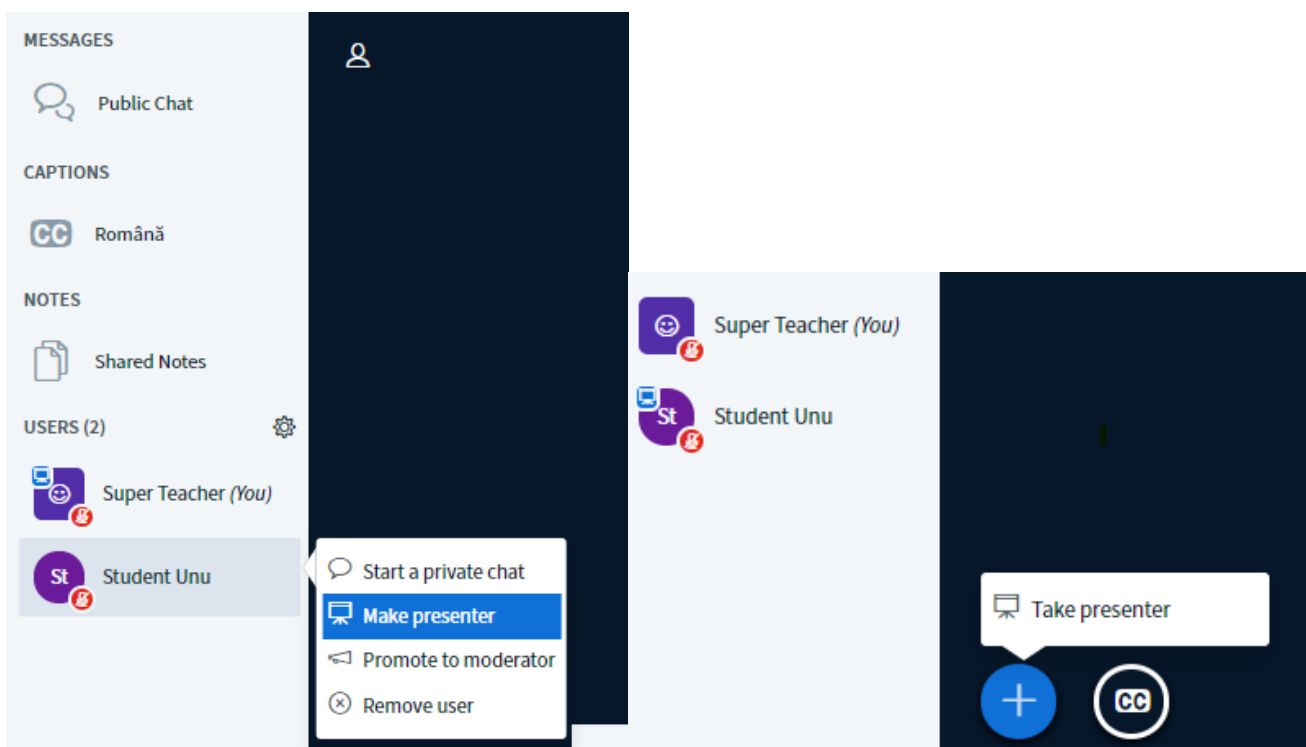 MESSAGES
Public Chat
CAPTIONS
CC Română
NOTES
Shared Notes
USERS (2)
Super Teacher (You)
St Student Unu
Start a private chat
Make presenter
Promote to moderator
Remove user
Super Teacher (You)
St Student Unu
Take presenter
CC